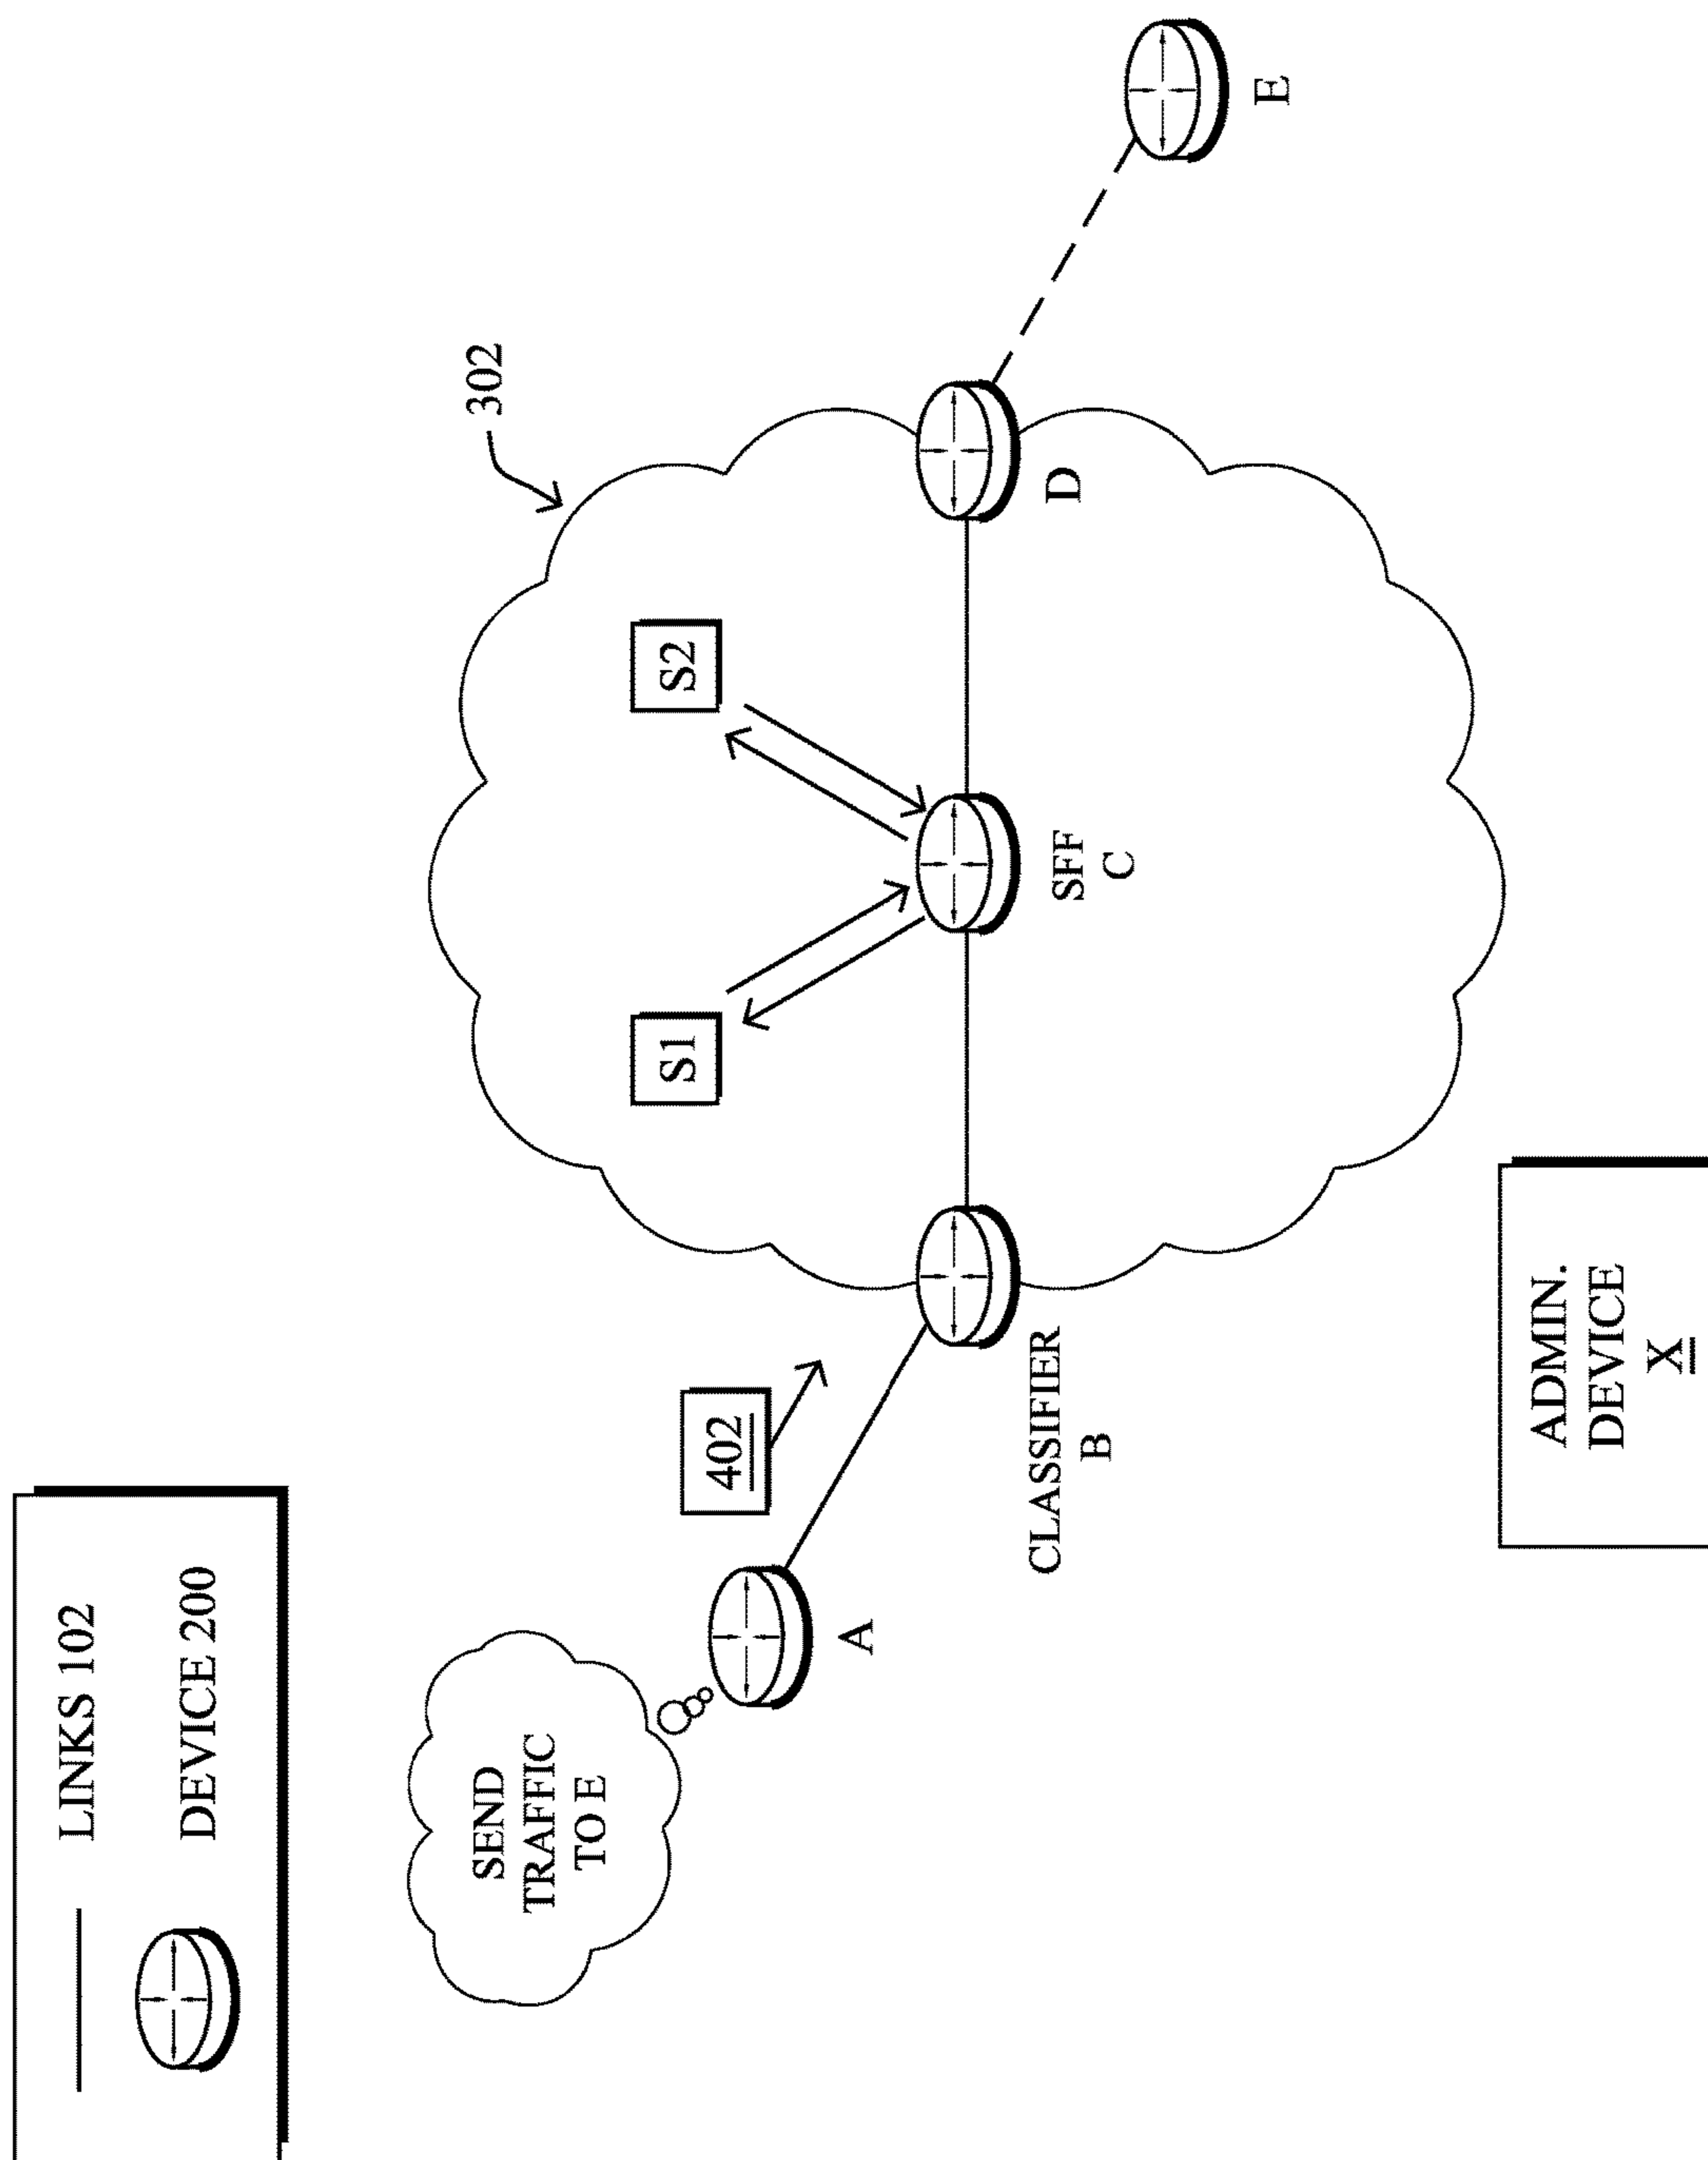 LINKS 102
DEVICE 200
SEND
TRAFFIC
TO E
A
402
CLASSIFIER
B
S1
S2
SFF
C
302
D
E
ADMIN.
DEVICE
X